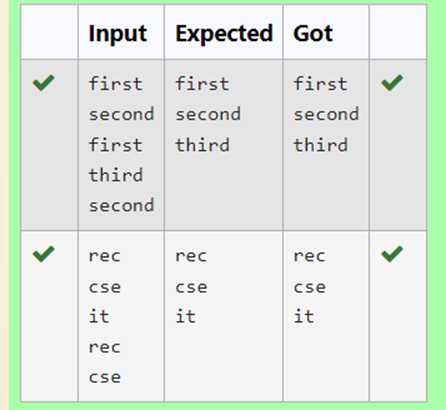 Input Expected Got
first first first
second second second
first third third
third
second
rec rec rec
cse cse cse
it it it
rec
cse